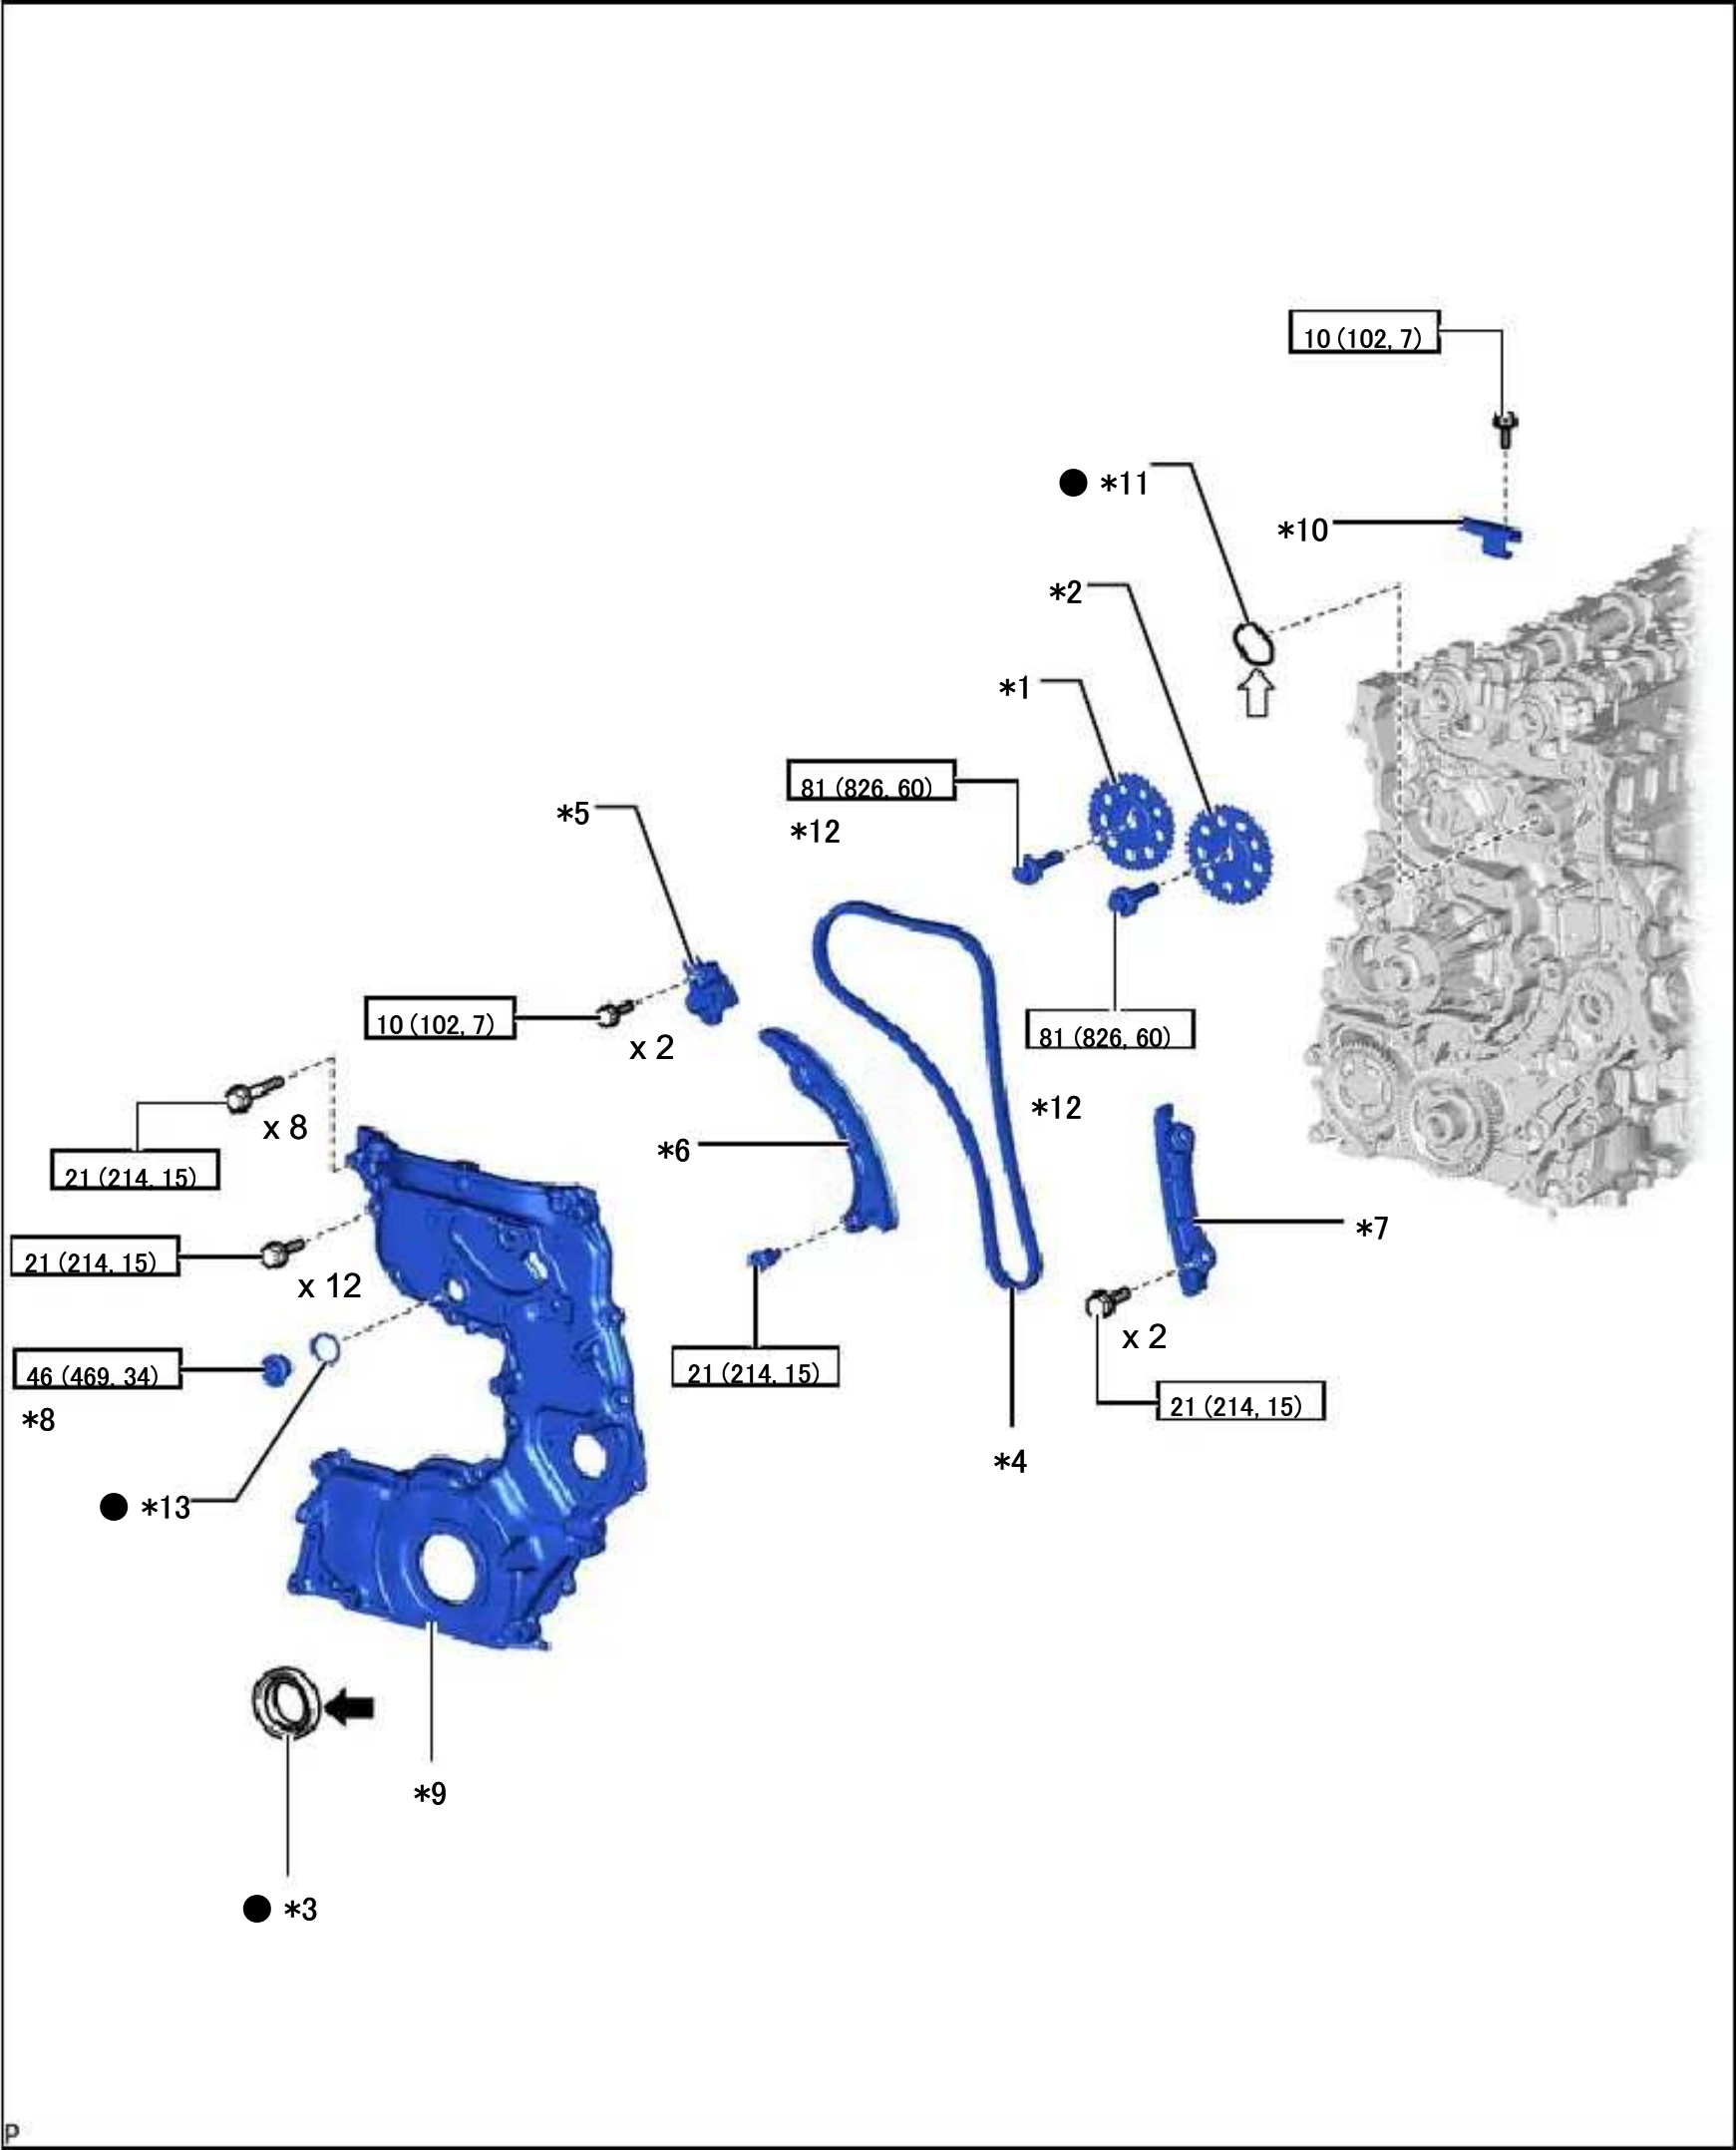 10 (102, 7)
● *11
*10
*2
*1
81 (826, 60)
*12
*5
10 (102, 7)
x 2
81 (826, 60)
*12
x 8
21 (214, 15)
*6
*7
21 (214, 15)
x 12
x 2
21 (214, 15)
46 (469, 34)
*8
21 (214, 15)
*4
● *13
*9
● *3
P